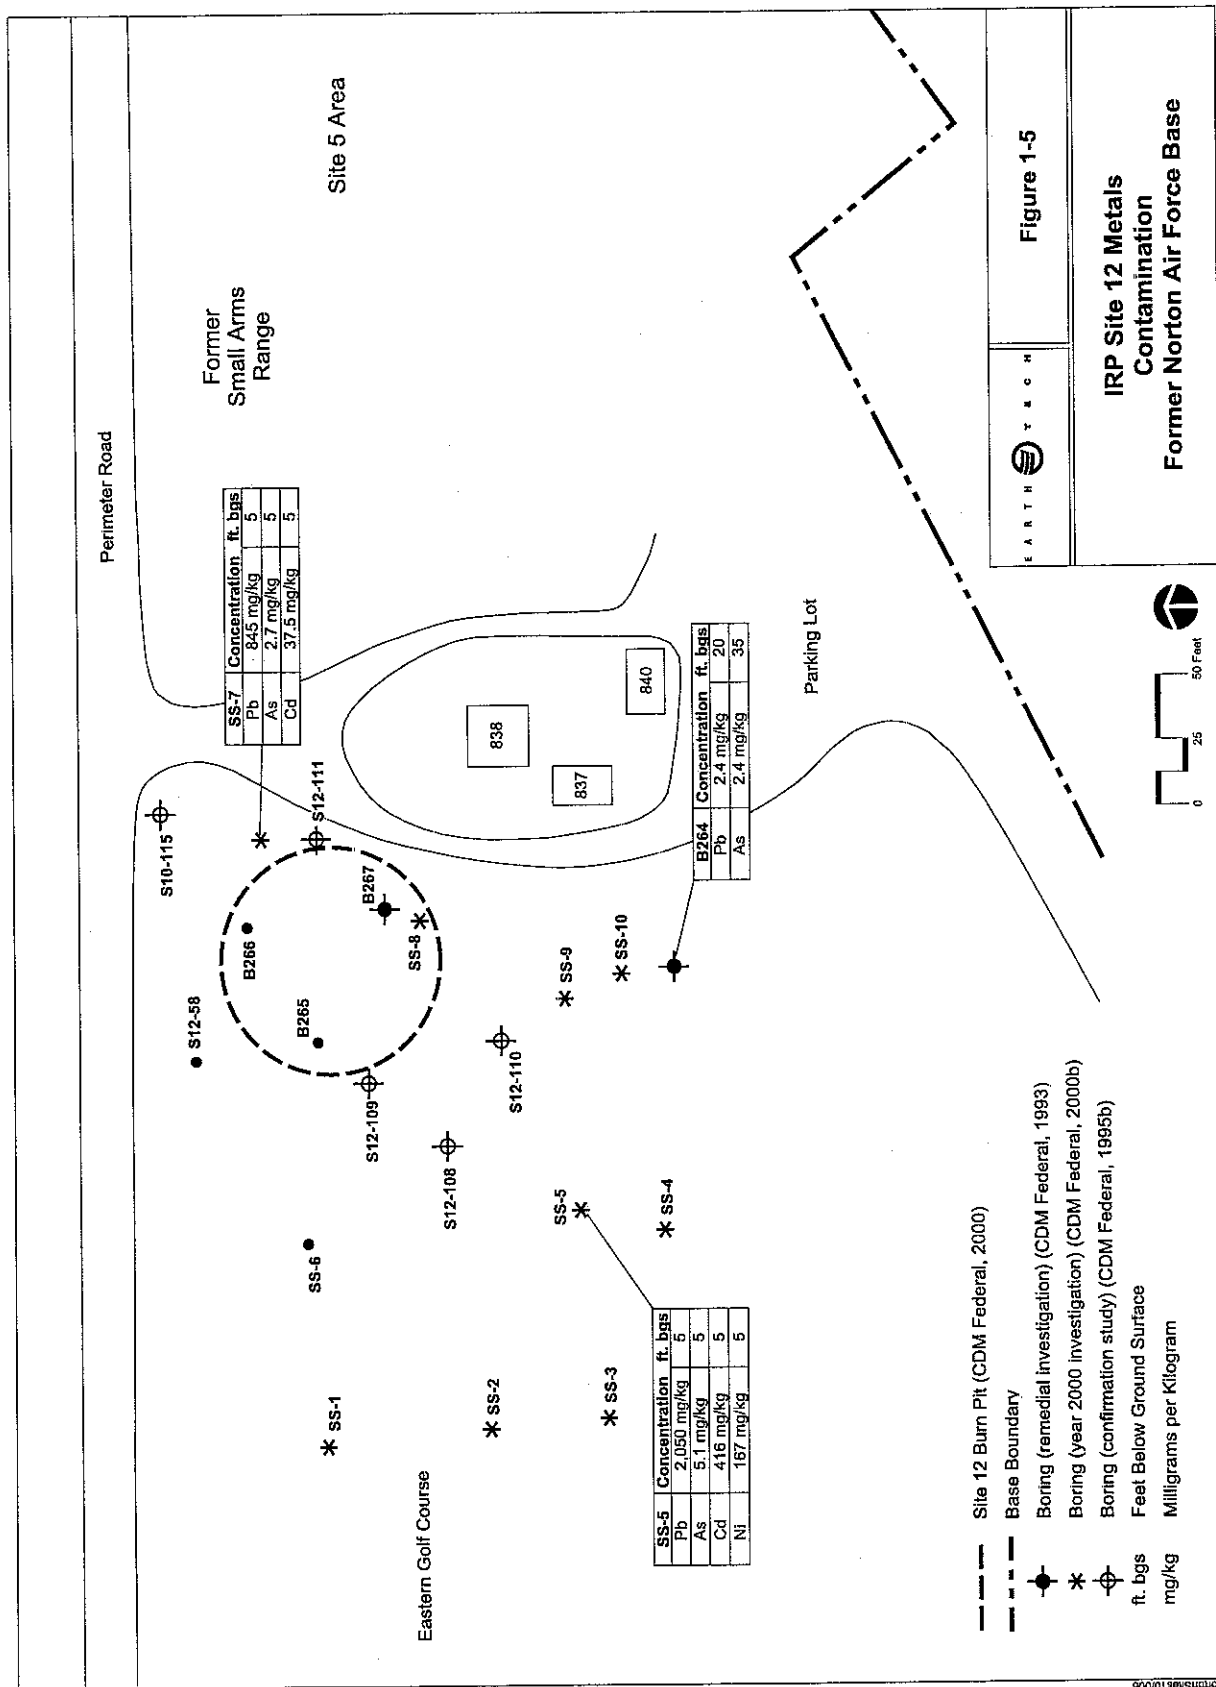 Perimeter Road
Site 5 Area
Former
Small Arms
Range
SS-7 Concentration ft. bgs
Pb 845 mg/kg 5
As 2.7 mg/kg 5
Cd 37.5 mg/kg 5
S10-115
S12-111
S12-58
B266
B267
B265
SS-8
S12-109
S12-108
S12-110
SS-9
SS-10
838
837
840
B264 Concentration ft. bgs
Pb 2.4 mg/kg 20
As 2.4 mg/kg 35
Parking Lot
SS-6
SS-1
SS-2
SS-3
SS-5
SS-4
Eastern Golf Course
SS-5 Concentration ft. bgs
Pb 2,050 mg/kg 5
As 5.1 mg/kg 5
Cd 416 mg/kg 5
Ni 167 mg/kg 5
Site 12 Burn Pit (CDM Federal, 2000)
Base Boundary
Boring (remedial investigation) (CDM Federal, 1993)
Boring (year 2000 investigation) (CDM Federal, 2000b)
Boring (confirmation study) (CDM Federal, 1995b)
ft. bgs Feet Below Ground Surface
mg/kg Milligrams per Kilogram
0 25 50 Feet
EARTH TECH
Figure 1-5
IRP Site 12 Metals
Contamination
Former Norton Air Force Base